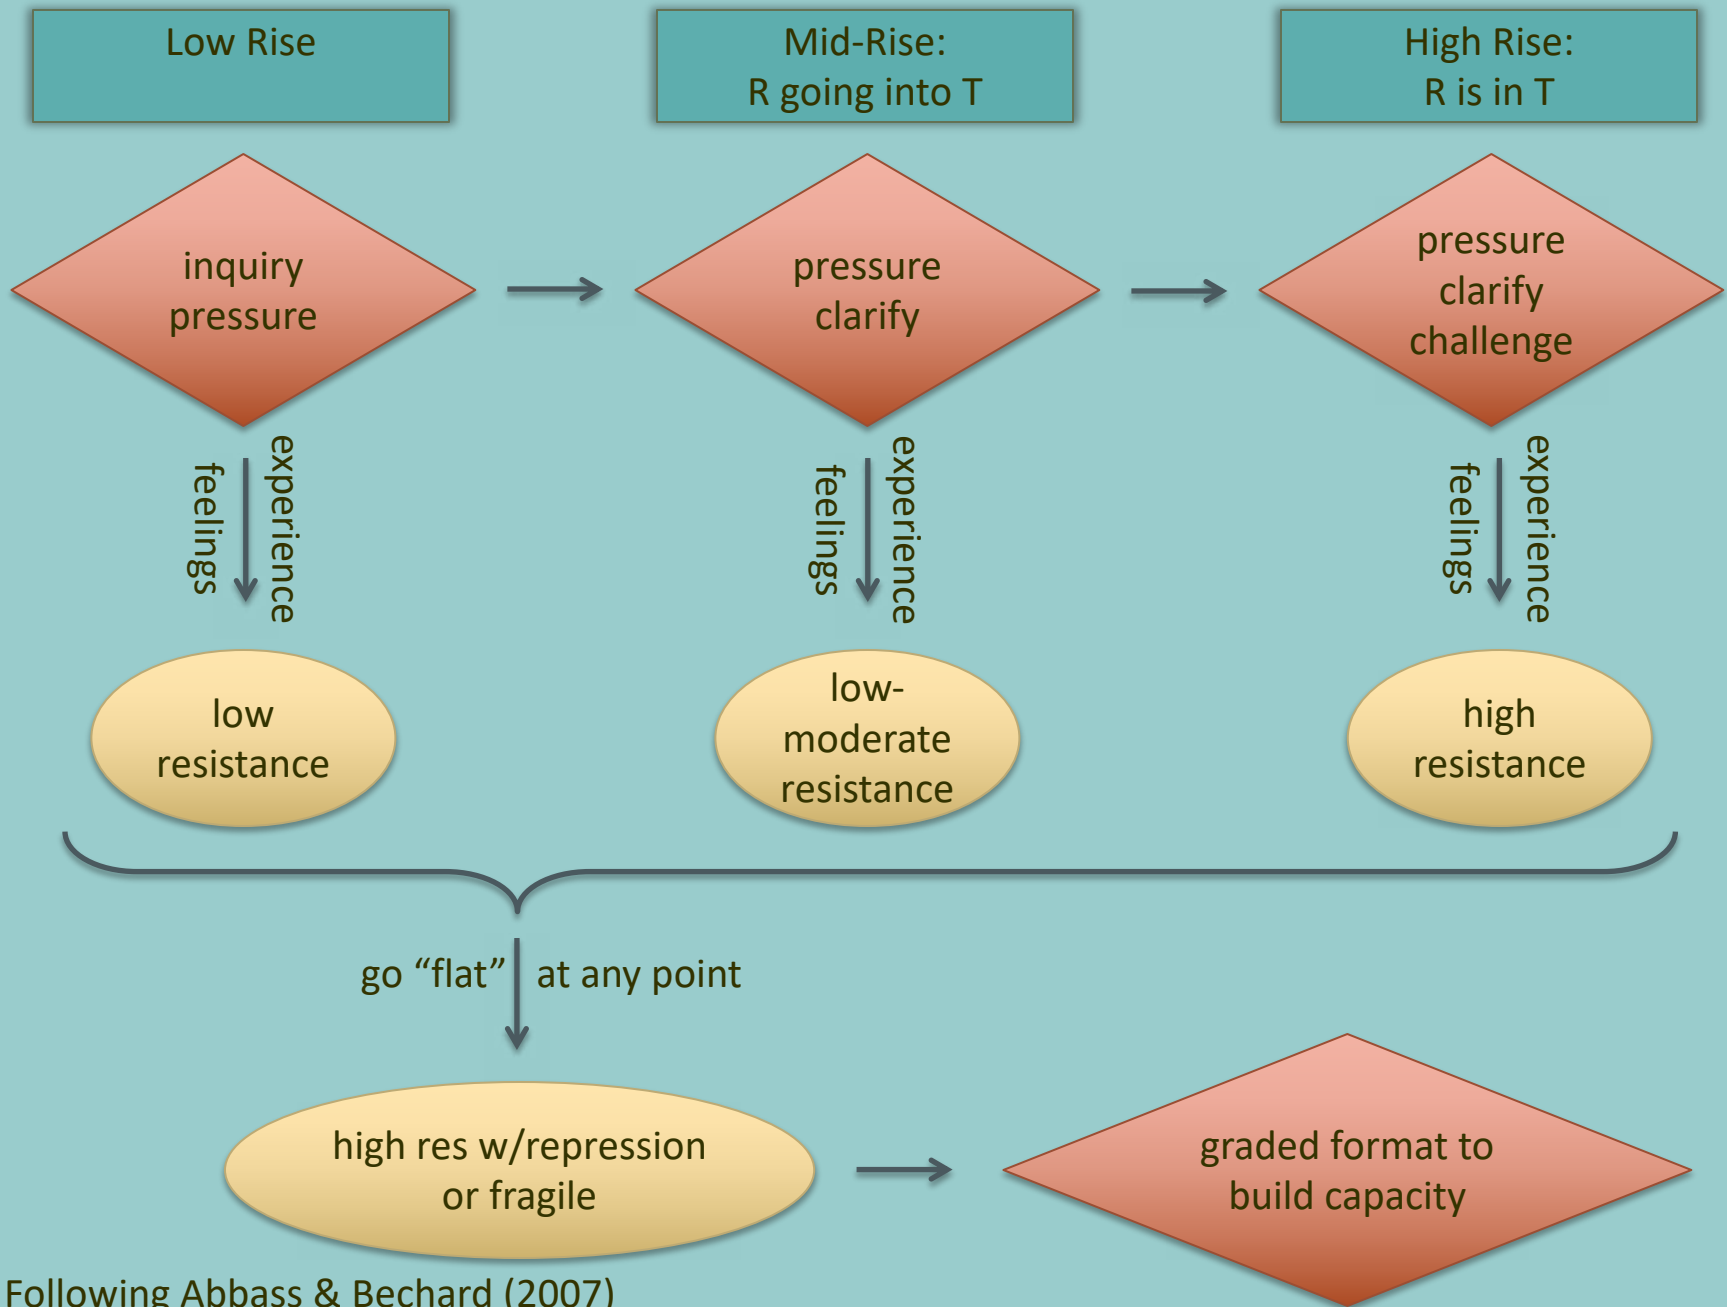 Low Rise
Mid-Rise:
R going into T
High Rise:
R is in T
inquiry
pressure
pressure
clarify
pressure
clarify
challenge
experience
feelings
experience
feelings
experience
feelings
low
resistance
low-
moderate
resistance
high
resistance
go “flat” at any point
high res w/repression
or fragile
graded format to
build capacity
Following Abbass & Bechard (2007)